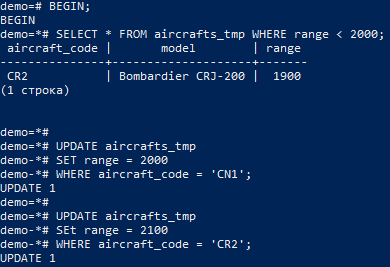 demo=# BEGIN;
BEGIN
demo=*# SELECT * FROM aircrafts_tmp WHERE range < 2000;
 aircraft_code |       model        | range
---------------+--------------------+-------
 CR2           | Bombardier CRJ-200 |  1900
(1 строка)

demo=*#
demo=*# UPDATE aircrafts_tmp
demo-*# SET range = 2000
demo-*# WHERE aircraft_code = 'CN1';
UPDATE 1
demo=*#
demo=*# UPDATE aircrafts_tmp
demo-*# SET range = 2100
demo-*# WHERE aircraft_code = 'CR2';
UPDATE 1